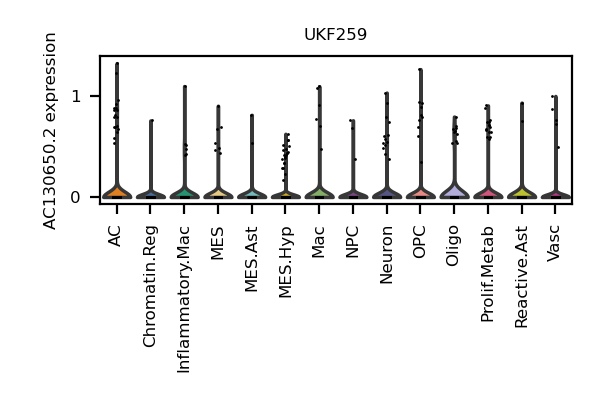 UKF259
AC130650.2 expression
1
0
AC
Chromatin.Reg
Inflammatory.Mac
MES
MES.Ast
MES.Hyp
Mac
NPC
Neuron
OPC
Oligo
Prolif.Metab
Reactive.Ast
Vasc